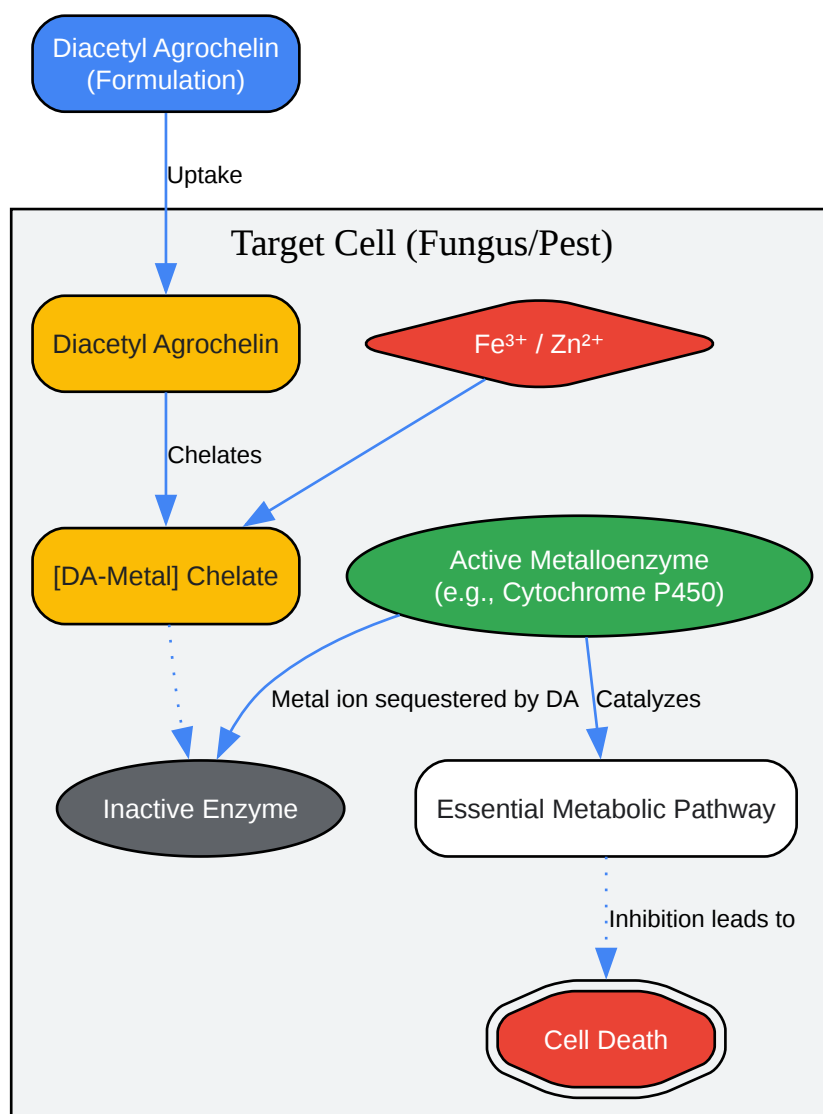 Diacetyl Agrochelin
(Formulation)
Uptake
Target Cell (Fungus/Pest)
Diacetyl Agrochelin
Fe³⁺ / Zn²⁺
Chelates
[DA-Metal] Chelate
Active Metalloenzyme
(e.g., Cytochrome P450)
Metal ion sequestered by DA
Catalyzes
Inactive Enzyme
Essential Metabolic Pathway
Inhibition leads to
Cell Death